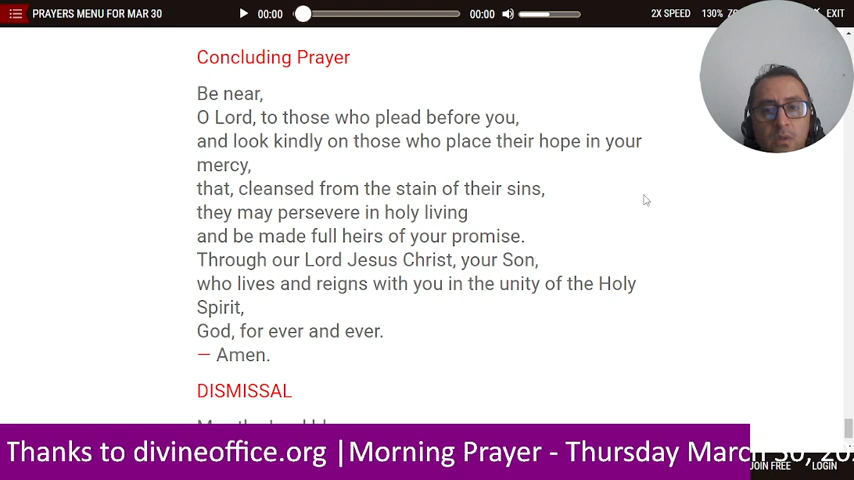 PRAYERS MENU FOR MAR 30
00:00
00:00
2X SPEED
EXIT
Concluding Prayer
Be near,
O Lord, to those who plead before you,
and look kindly on those who place their hope in your
mercy,
that, cleansed from the stain of their sins,
they may persevere in holy living
and be made full heirs of your promise.
Through our Lord Jesus Christ, your Son,
who lives and reigns with you in the unity of the Holy
Spirit,
God, for ever and ever.
— Amen.
DISMISSAL
Thanks to divineoffice.org |Morning Prayer - Thursday March 30,
JOIN FREE
LOGIN